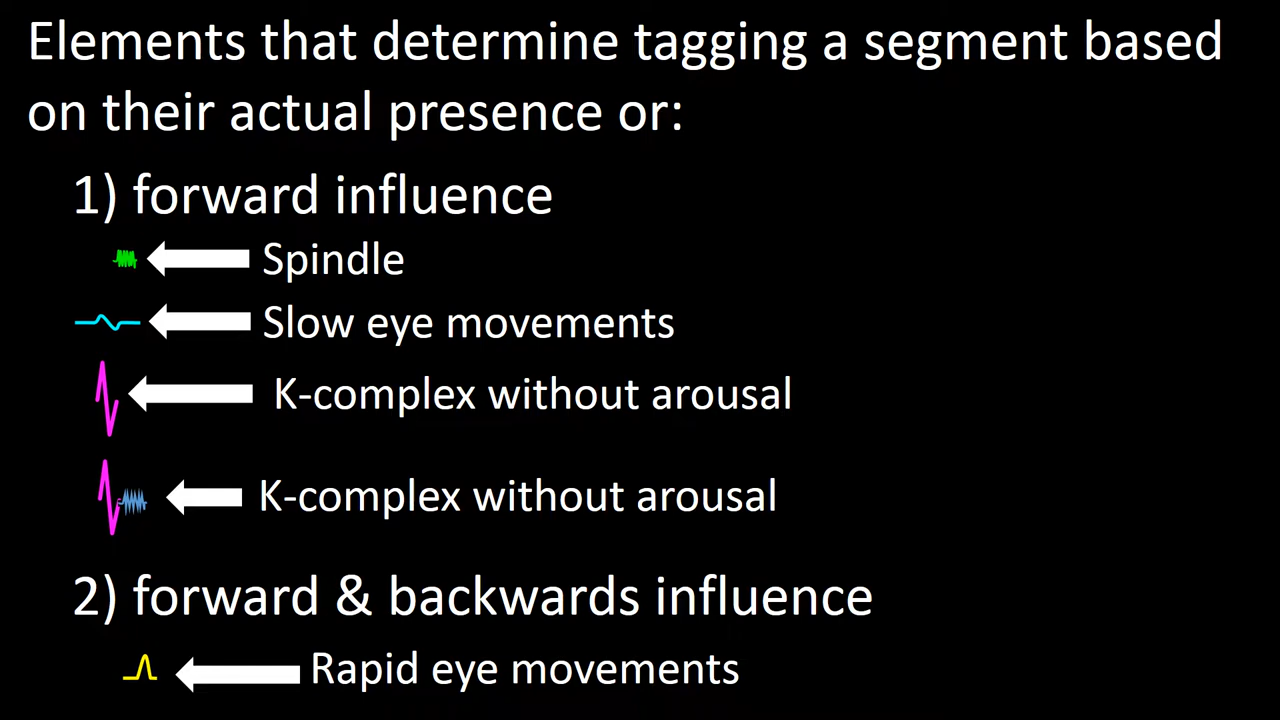 Elements that determine tagging a segment based
on their actual presence or:
1) forward influence
Spindle
Slow eye movements
K-complex without arousal
K-complex without arousal
2) forward & backwards influence
Rapid eye movements